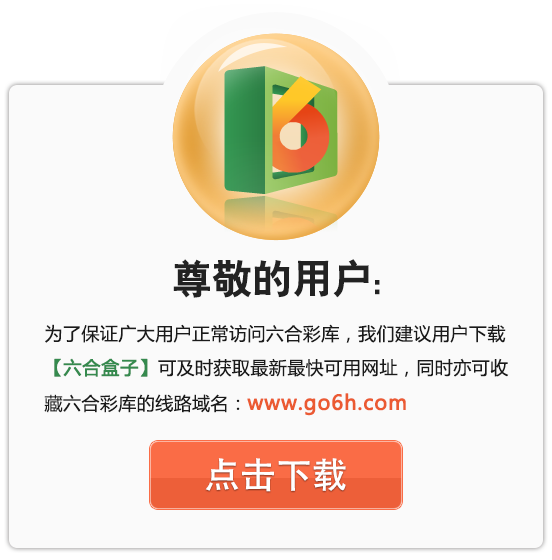 6
尊敬的用户：
为了保证广大用户正常访问六合彩库，我们建议用户下载
【六合盒子】可及时获取最新最快可用网址，同时亦可收
藏六合彩库的线路域名：www.go6h.com
点击下载